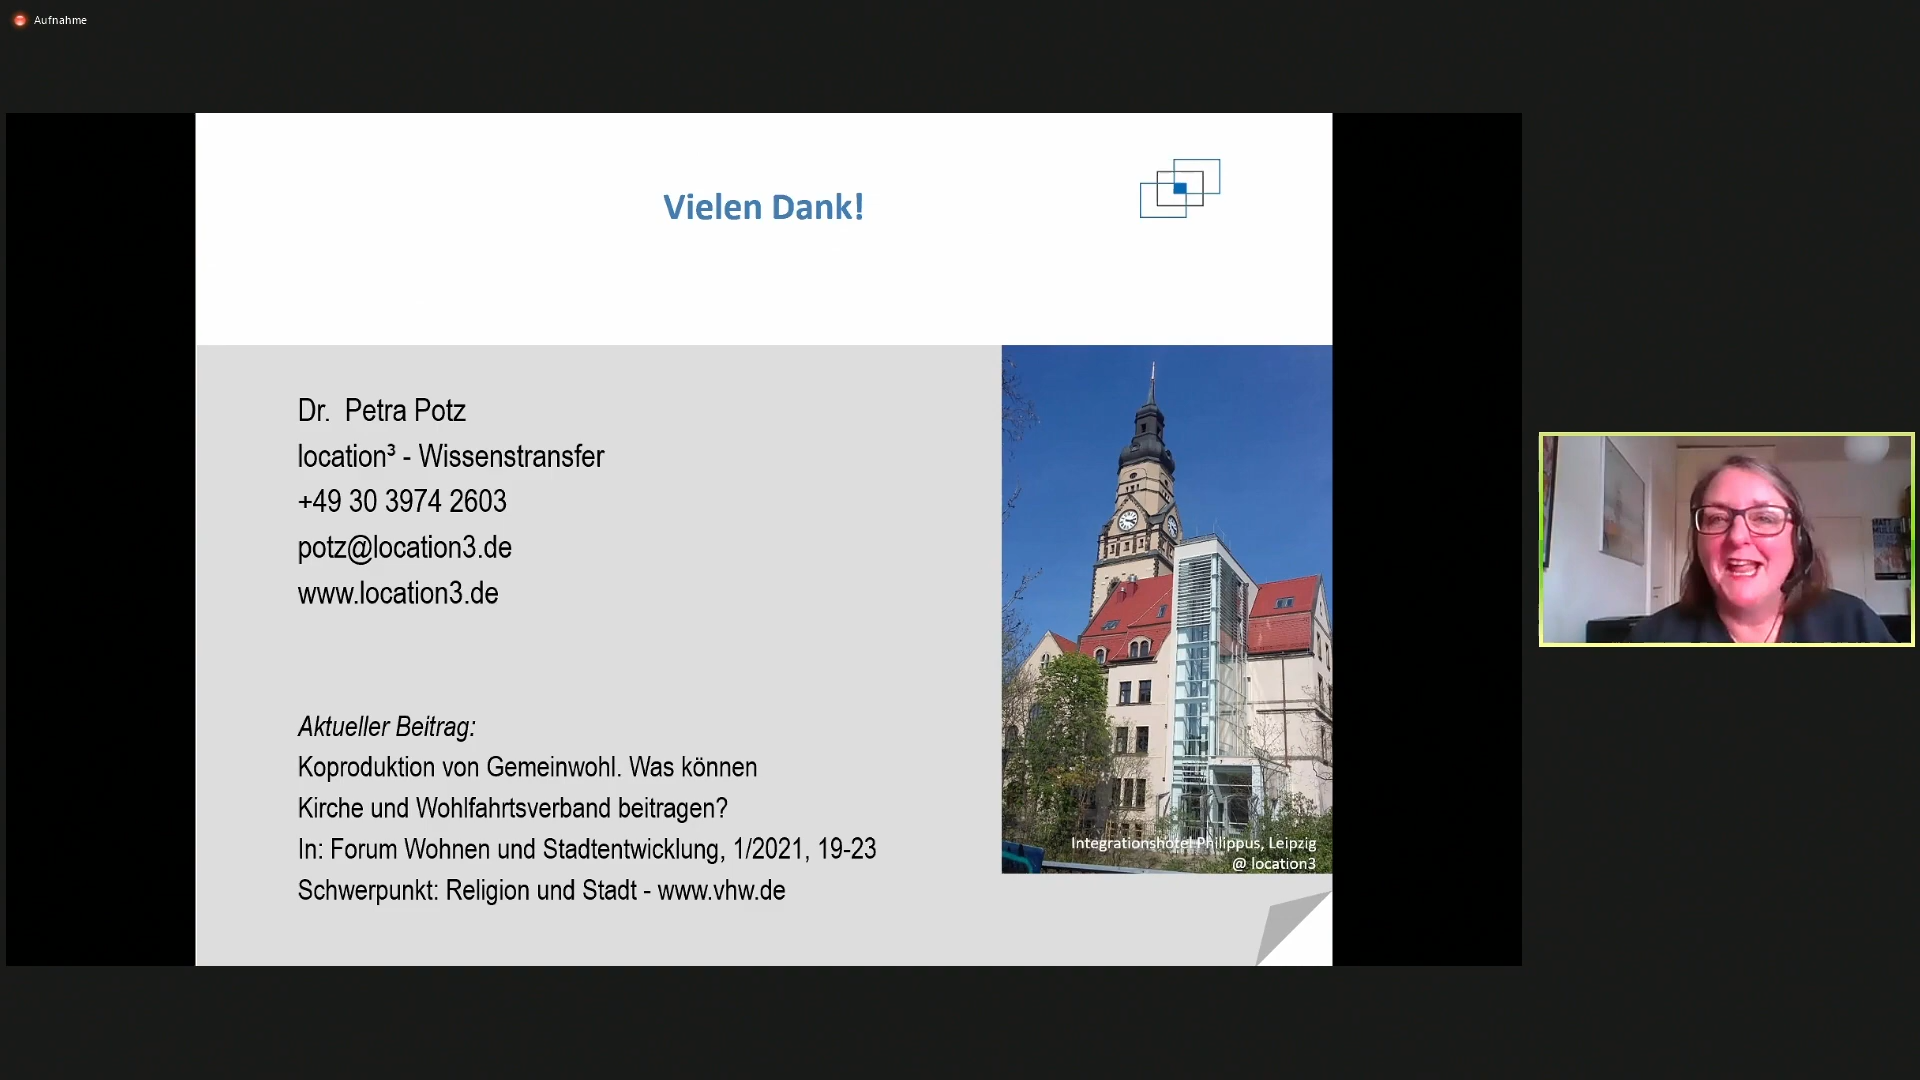 Aufnahme
Vielen Dank!
Dr. Petra Potz
location³ - Wissenstransfer
+49 30 3974 2603
potz@location3.de
www.location3.de
Aktueller Beitrag:
Koproduktion von Gemeinwohl. Was können
Kirche und Wohlfahrtsverband beitragen?
In: Forum Wohnen und Stadtentwicklung, 1/2021, 19-23
Schwerpunkt: Religion und Stadt - www.vhw.de
Integrationshotel Philippus, Leipzig
@ location3
MATT